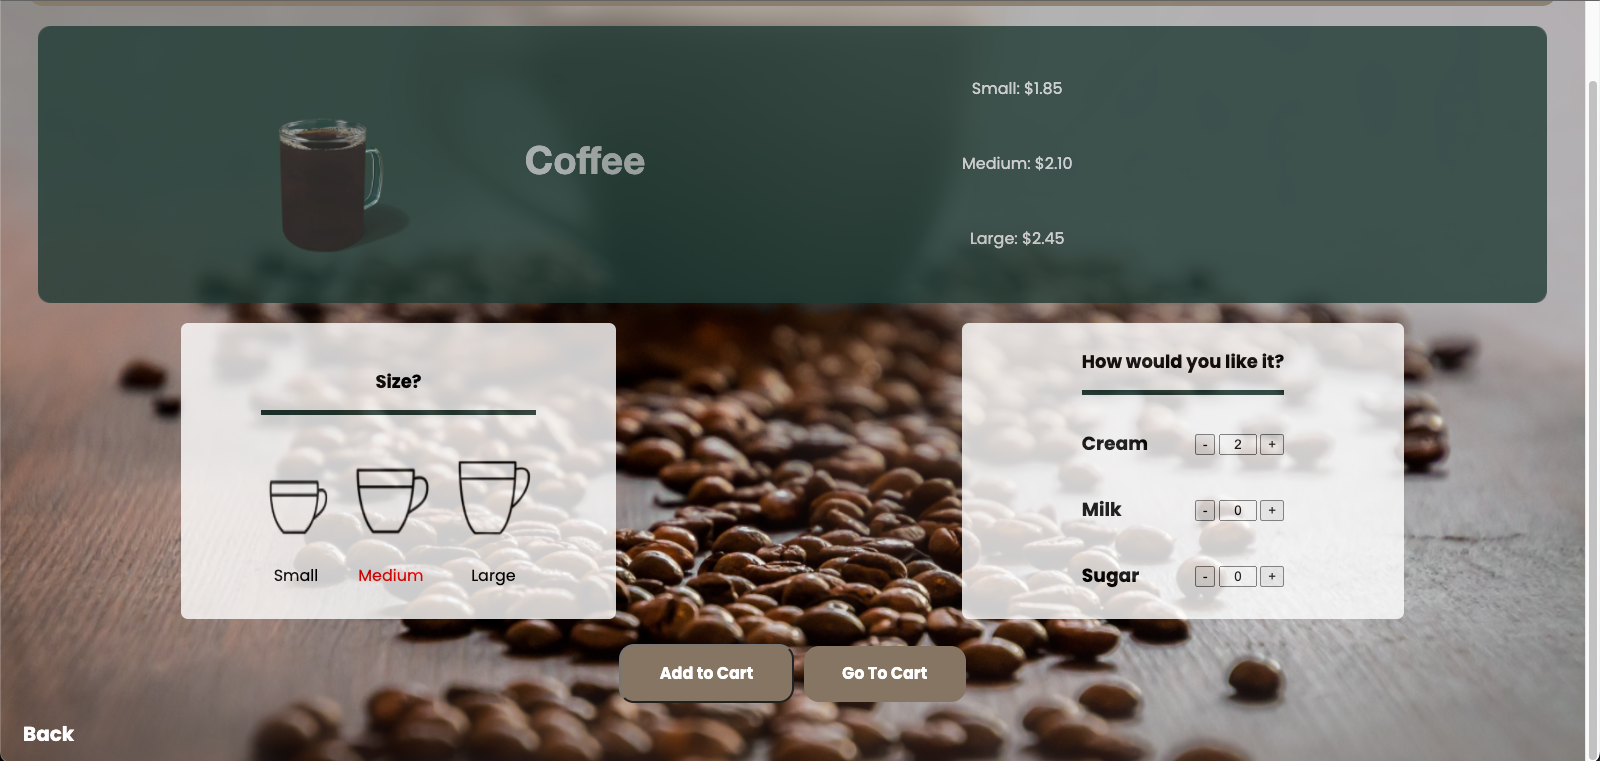 Coffee
Small: $1.85
Medium: $2.10
Large: $2.45
Size?
Small
Medium
Large
How would you like it?
Cream - 2 +
Milk - 0 +
Sugar - 0 +
Add to Cart
Go To Cart
Back